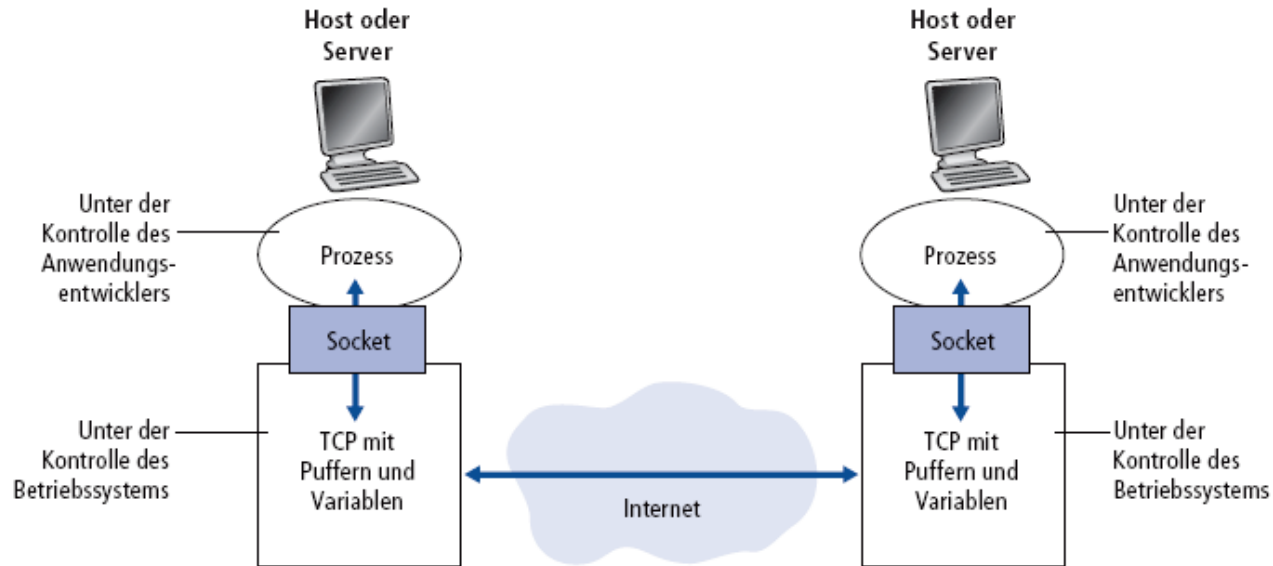 Host oder
Server
Host oder
Server
Unter der
Kontrolle des
Anwendungs-
entwicklers
Prozess
Prozess
Unter der
Kontrolle des
Anwendungs-
entwicklers
Socket
Socket
Unter der
Kontrolle des
Betriebssystems
TCP mit
Puffern und
Variablen
Internet
TCP mit
Puffern und
Variablen
Unter der
Kontrolle des
Betriebssystems